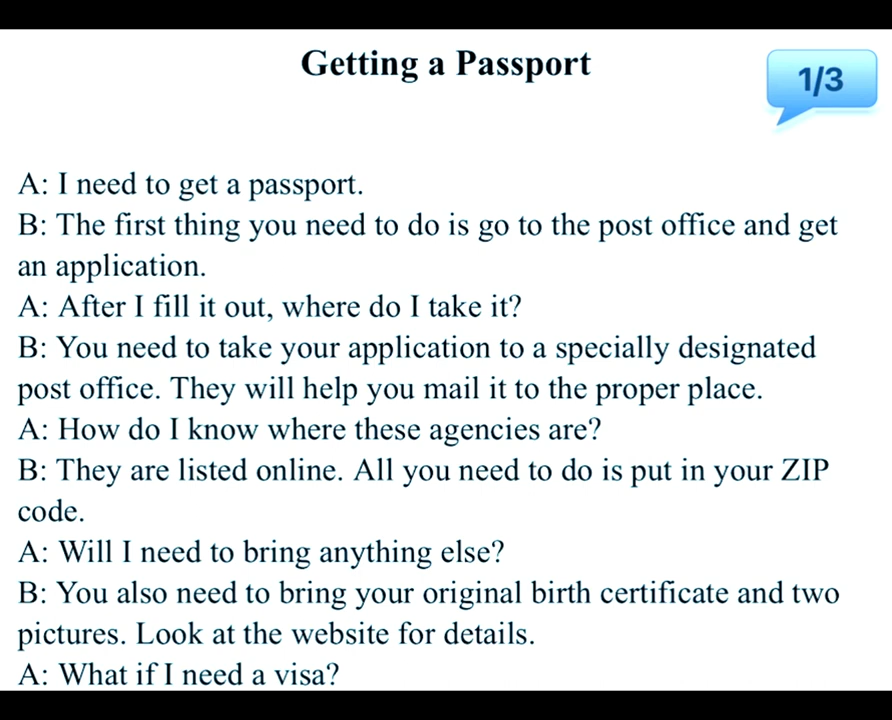 Getting a Passport
1/3
A: I need to get a passport.
B: The first thing you need to do is go to the post office and get
an application.
A: After I fill it out, where do I take it?
B: You need to take your application to a specially designated
post office. They will help you mail it to the proper place.
A: How do I know where these agencies are?
B: They are listed online. All you need to do is put in your ZIP
code.
A: Will I need to bring anything else?
B: You also need to bring your original birth certificate and two
pictures. Look at the website for details.
A: What if I need a visa?